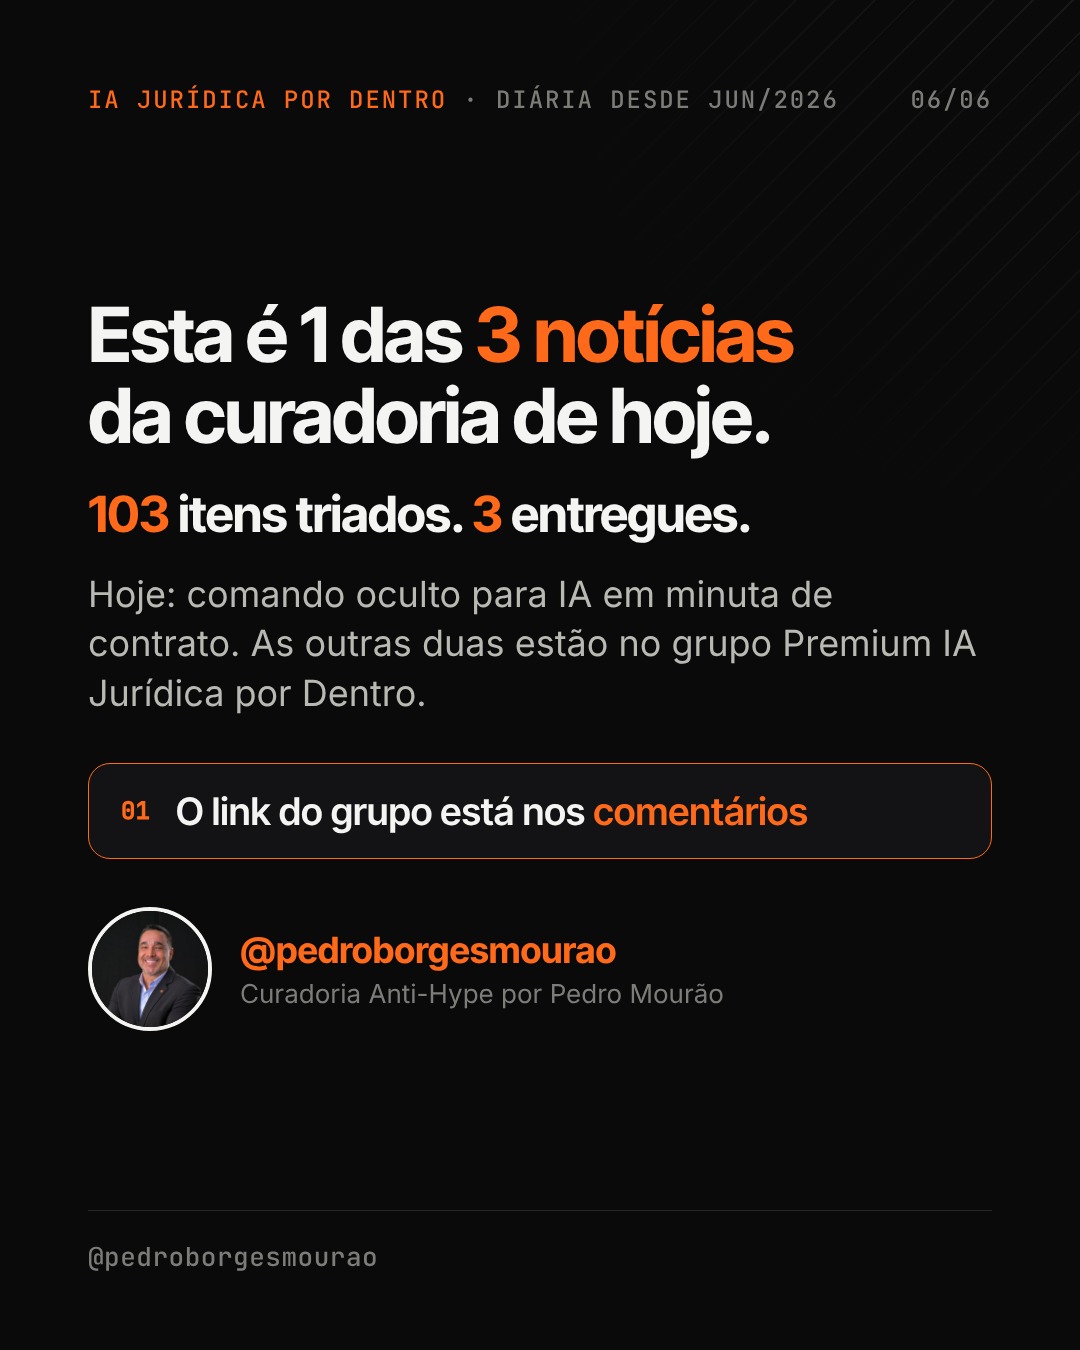 IA JURÍDICA POR DENTRO · DIÁRIA DESDE JUN/2026 06/06
Esta é 1 das 3 notícias
da curadoria de hoje.
103 itens triados. 3 entregues.
Hoje: comando oculto para IA em minuta de
contrato. As outras duas estão no grupo Premium IA
Jurídica por Dentro.
01 O link do grupo está nos comentários
@pedroborgesmourao
Curadoria Anti-Hype por Pedro Mourão
@pedroborgesmourao